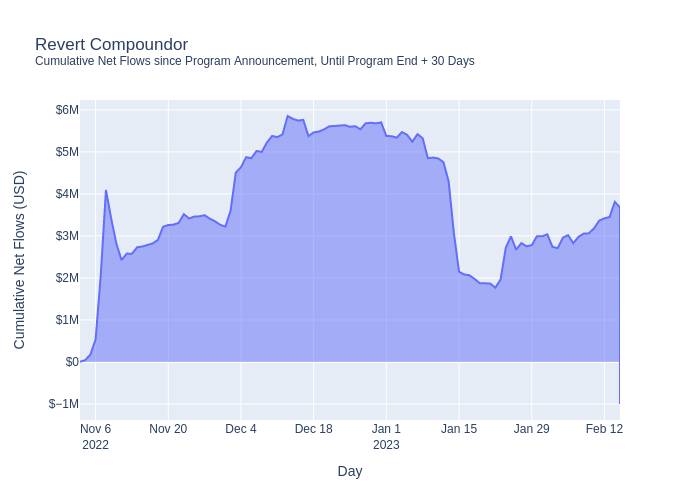 Revert Compoundor
Cumulative Net Flows since Program Announcement, Until Program End + 30 Days
Cumulative Net Flows (USD)
$6M
$5M
$4M
$3M
$2M
$1M
$0
$−1M
Nov 6
2022
Nov 20
Dec 4
Dec 18
Jan 1
2023
Jan 15
Jan 29
Feb 12
Day